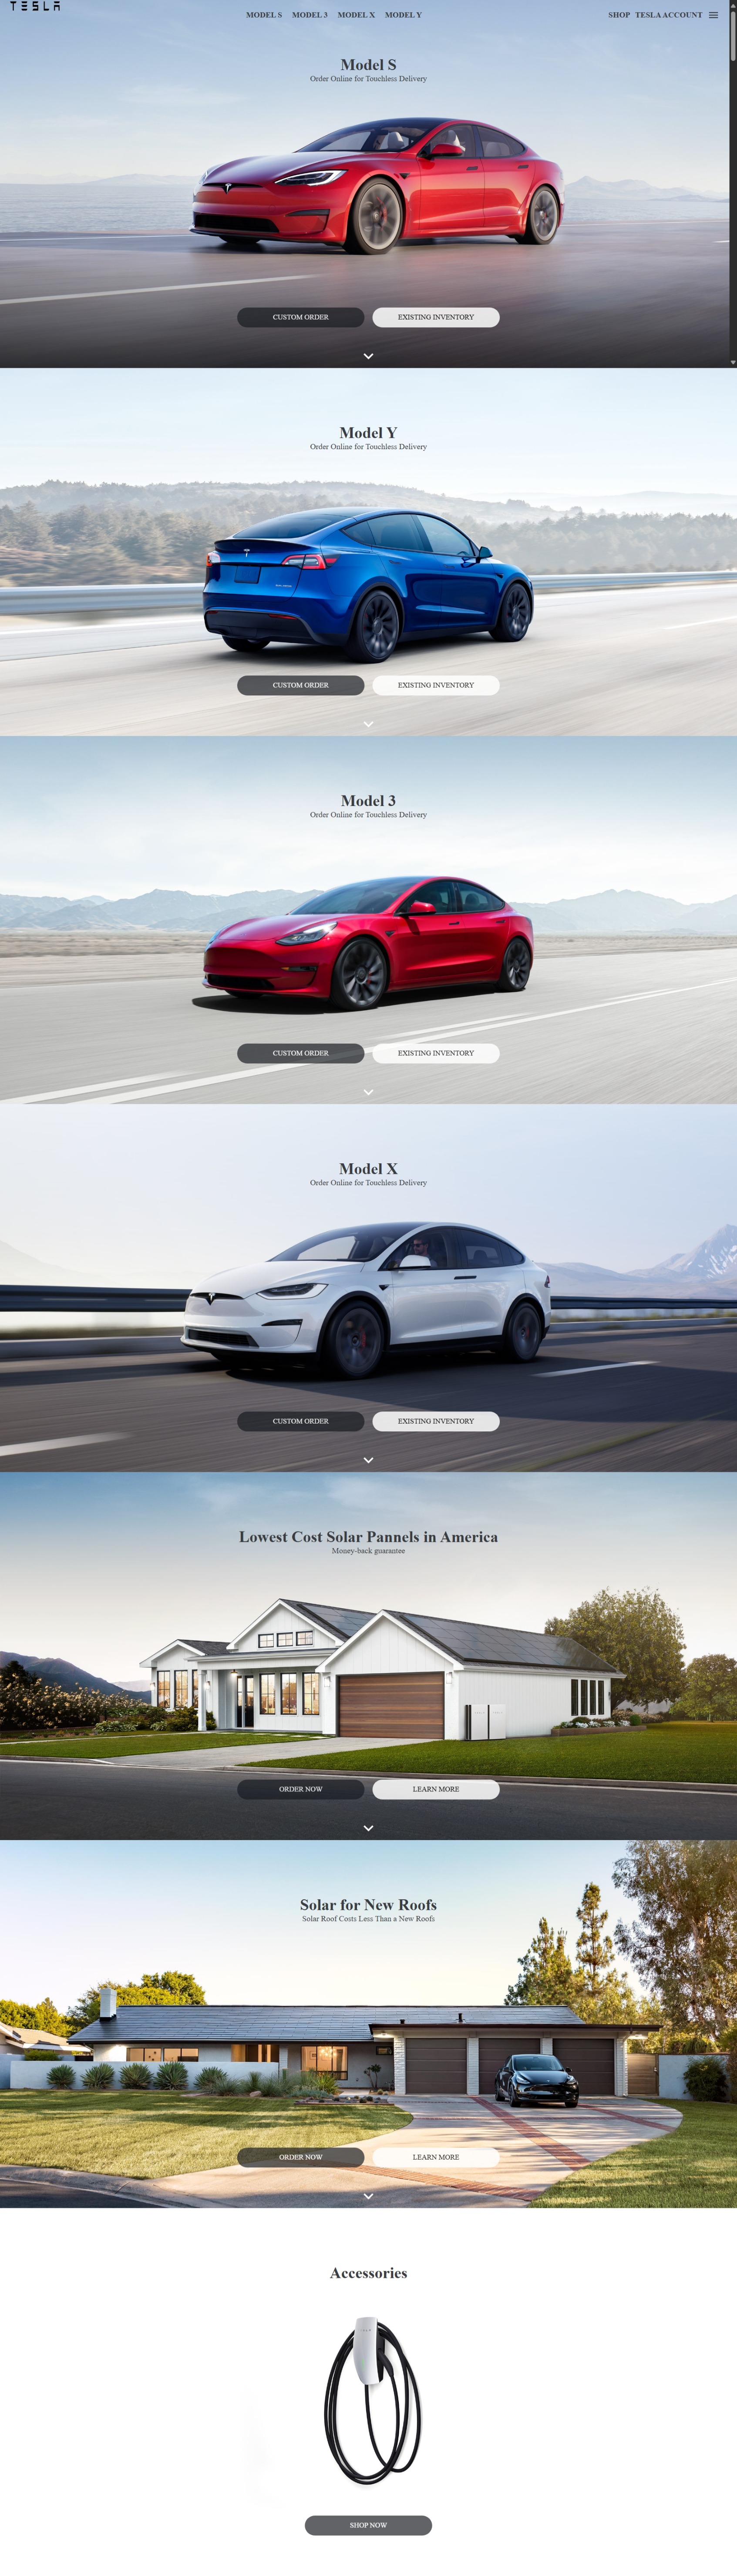 TESLA
MODEL S MODEL 3 MODEL X MODEL Y
SHOP TESLA ACCOUNT
Model S
Order Online for Touchless Delivery
CUSTOM ORDER EXISTING INVENTORY
Model Y
Order Online for Touchless Delivery
CUSTOM ORDER EXISTING INVENTORY
Model 3
Order Online for Touchless Delivery
CUSTOM ORDER EXISTING INVENTORY
Model X
Order Online for Touchless Delivery
CUSTOM ORDER EXISTING INVENTORY
Lowest Cost Solar Pannels in America
Money-back guarantee
ORDER NOW LEARN MORE
Solar for New Roofs
Solar Roof Costs Less Than a New Roofs
ORDER NOW LEARN MORE
Accessories
SHOP NOW